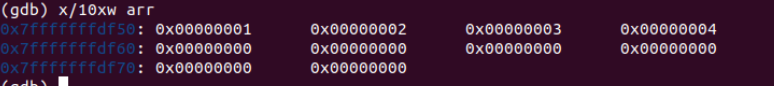 (gdb) x/10xw arr
0x7fffffffdf50: 0x00000001 0x00000002 0x00000003 0x00000004
0x7fffffffdf60: 0x00000000 0x00000000 0x00000000 0x00000000
0x7fffffffdf70: 0x00000000 0x00000000
(gdb)